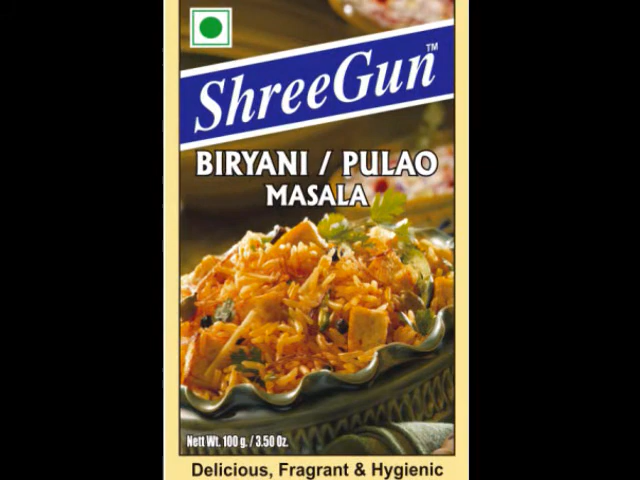 ShreeGun™
BIRYANI / PULAO
MASALA
Nett Wt. 100 g. / 3.50 Oz.
Delicious, Fragrant & Hygienic